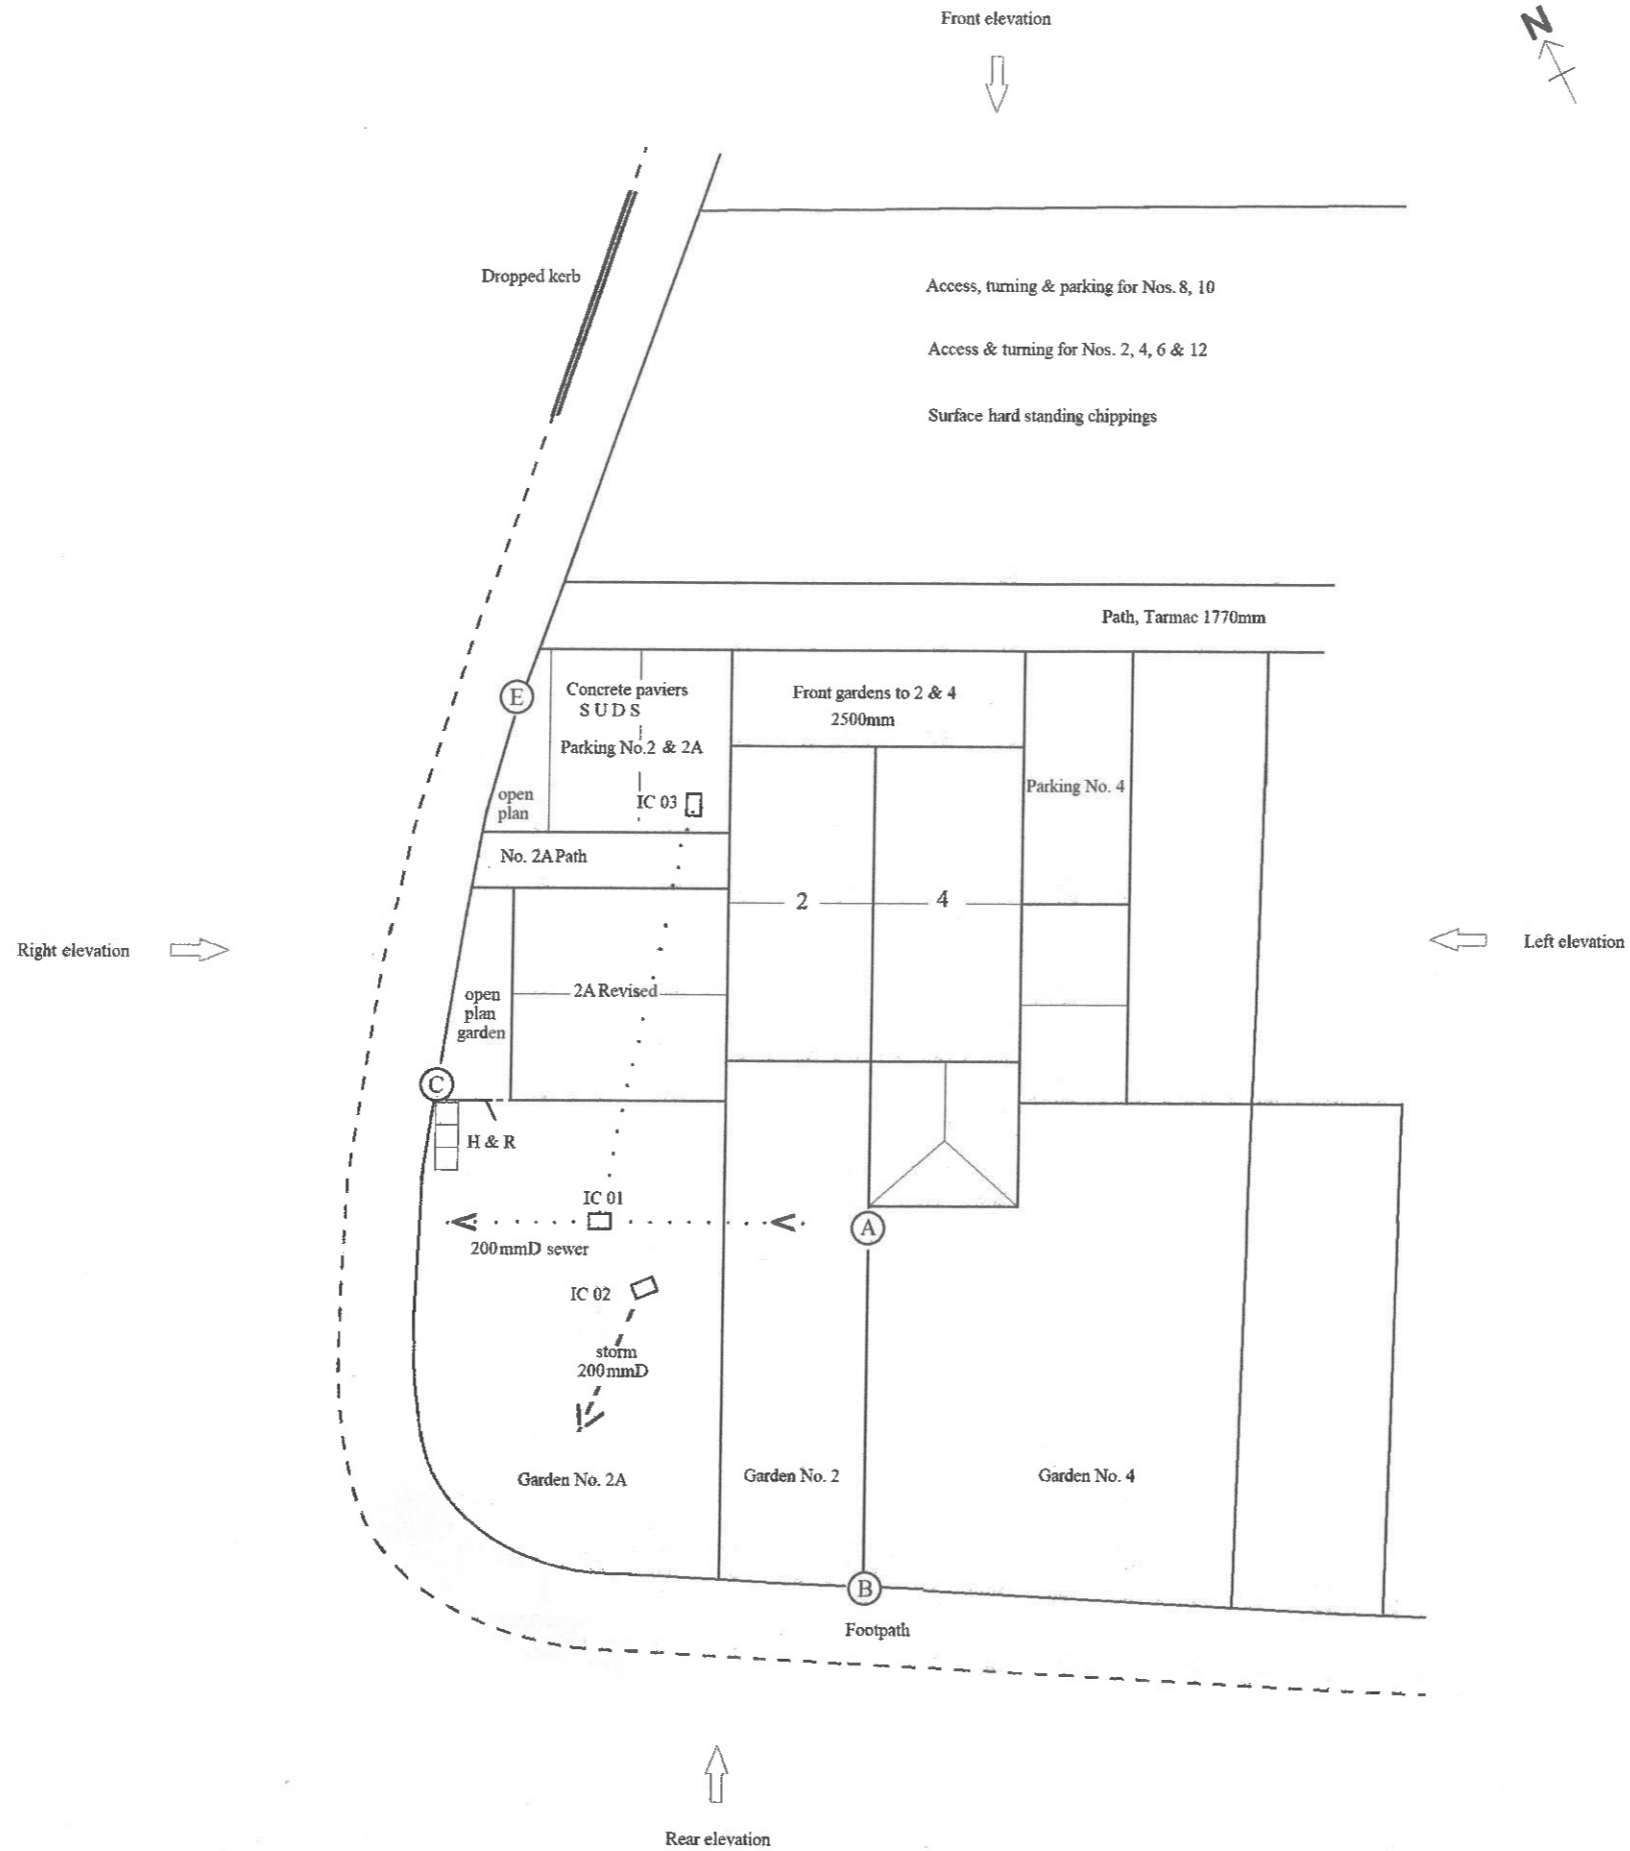 Front elevation
N
Dropped kerb
Access, turning & parking for Nos. 8, 10
Access & turning for Nos. 2, 4, 6 & 12
Surface hard standing chippings
Path, Tarmac 1770mm
E
Concrete paviers
S U D S
Parking No.2 & 2A
Front gardens to 2 & 4
2500mm
Parking No. 4
open
plan
IC 03
No. 2A Path
2
4
Right elevation
Left elevation
2A Revised
open
plan
garden
C
H & R
IC 01
A
200mmD sewer
IC 02
storm
200mmD
Garden No. 2A
Garden No. 2
Garden No. 4
B
Footpath
Rear elevation